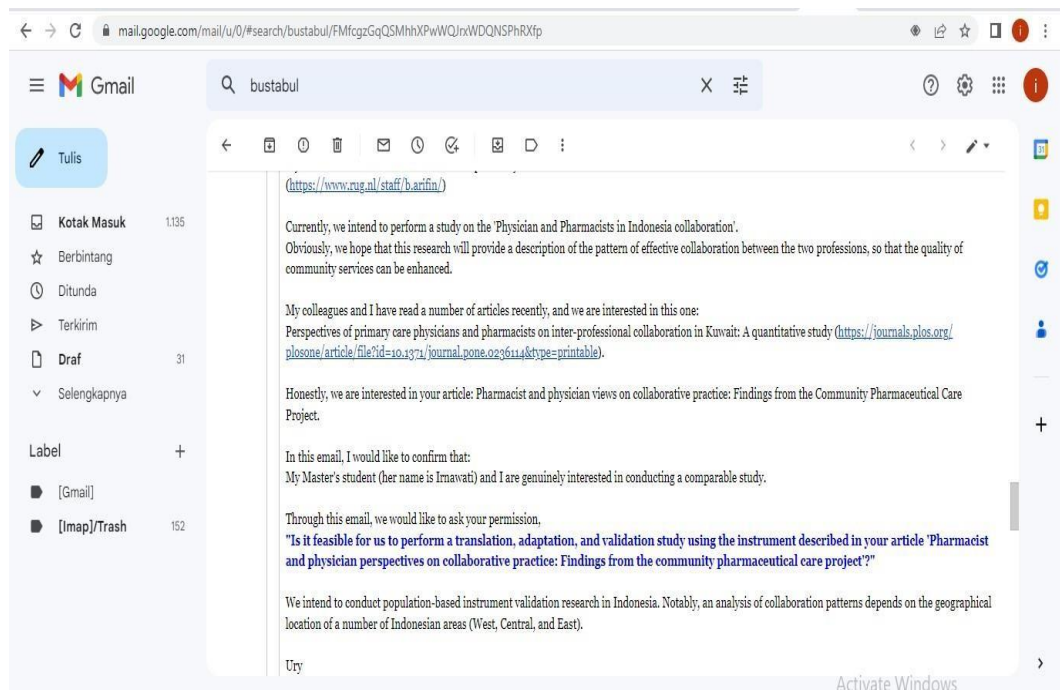 mail.google.com/mail/u/0/#search/bustabul/FMfcgzGqQSMhhXPwWQJrxWDQNSPhRXfp
i
Gmail
bustabul
i
Tulis
Kotak Masuk 1.135
Berbintang
Ditunda
Terkirim
Draf 31
Selengkapnya
Label
[Gmail]
[Imap]/Trash 152
31
(https://www.rug.nl/staff/b.arifin/)
Currently, we intend to perform a study on the 'Physician and Pharmacists in Indonesia collaboration'.
Obviously, we hope that this research will provide a description of the pattern of effective collaboration between the two professions, so that the quality of
community services can be enhanced.
My colleagues and I have read a number of articles recently, and we are interested in this one:
Perspectives of primary care physicians and pharmacists on inter-professional collaboration in Kuwait: A quantitative study (https://journals.plos.org/
plosone/article/file?id=10.1371/journal.pone.0236114&type=printable).
Honestly, we are interested in your article: Pharmacist and physician views on collaborative practice: Findings from the Community Pharmaceutical Care
Project.
In this email, I would like to confirm that:
My Master's student (her name is Irnawati) and I are genuinely interested in conducting a comparable study.
Through this email, we would like to ask your permission,
"Is it feasible for us to perform a translation, adaptation, and validation study using the instrument described in your article 'Pharmacist
and physician perspectives on collaborative practice: Findings from the community pharmaceutical care project'?"
We intend to conduct population-based instrument validation research in Indonesia. Notably, an analysis of collaboration patterns depends on the geographical
location of a number of Indonesian areas (West, Central, and East).
Ury
Activate Windows